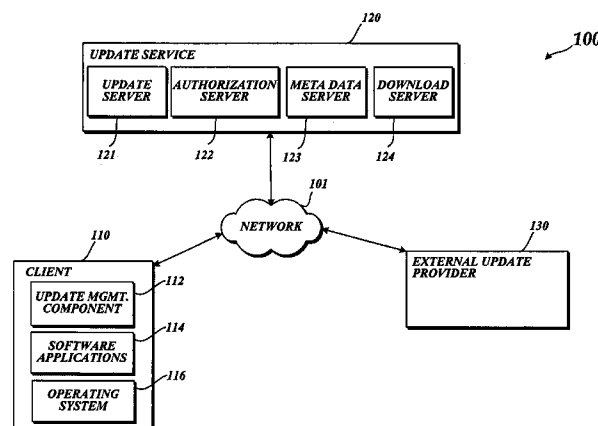 120
100
UPDATE SERVICE
UPDATE
SERVER
AUTHORIZATION
SERVER
META DATA
SERVER
DOWNLOAD
SERVER
121
122
123
124
101
NETWORK
110
130
CLIENT
EXTERNAL UPDATE
PROVIDER
UPDATE MGMT.
COMPONENT
112
SOFTWARE
APPLICATIONS
114
OPERATING
SYSTEM
116